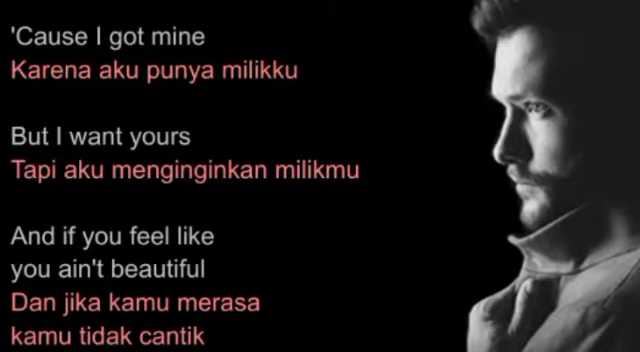 'Cause I got mine
Karena aku punya milikku
But I want yours
Tapi aku menginginkan milikmu
And if you feel like
you ain't beautiful
Dan jika kamu merasa
kamu tidak cantik